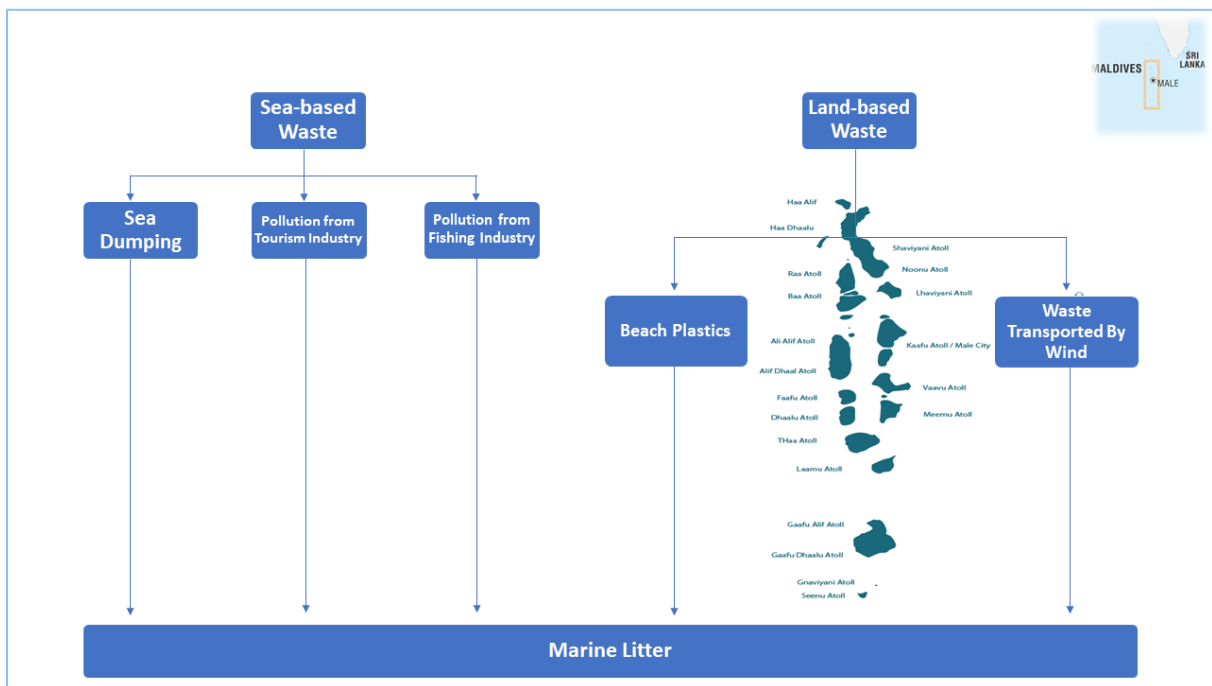 SRI
LANKA
MALDIVES
MALE
Sea-based
Waste
Land-based
Waste
Sea
Dumping
Pollution from
Tourism Industry
Pollution from
Fishing Industry
Haa Alif
Haa Dhaalu
Shaviyani Atoll
Noonu Atoll
Raa Atoll
Baa Atoll
Lhaviyani Atoll
Beach Plastics
Waste
Transported By
Wind
Ali Alif Atoll
Kaafu Atoll / Male City
Alif Dhaal Atoll
Vaavu Atoll
Faafu Atoll
Dhaalu Atoll
Meemu Atoll
THaa Atoll
Laamu Atoll
Gaafu Alif Atoll
Gaafu Dhaalu Atoll
Gnaviyani Atoll
Seenu Atoll
Marine Litter